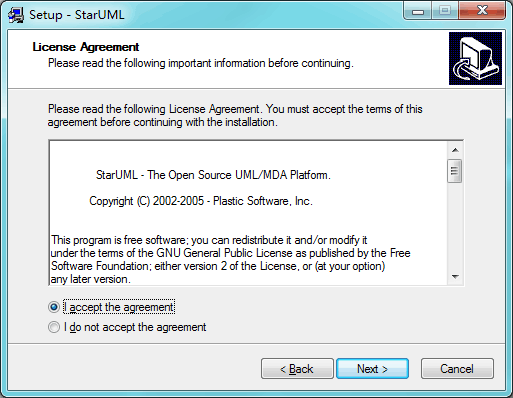 Setup - StarUML
License Agreement
Please read the following important information before continuing.
Please read the following License Agreement. You must accept the terms of this
agreement before continuing with the installation.
StarUML - The Open Source UML/MDA Platform.
Copyright (C) 2002-2005 - Plastic Software, Inc.
This program is free software; you can redistribute it and/or modify it
under the terms of the GNU General Public License as published by the Free
Software Foundation; either version 2 of the License, or (at your option)
any later version.
I accept the agreement
I do not accept the agreement
< Back Next > Cancel